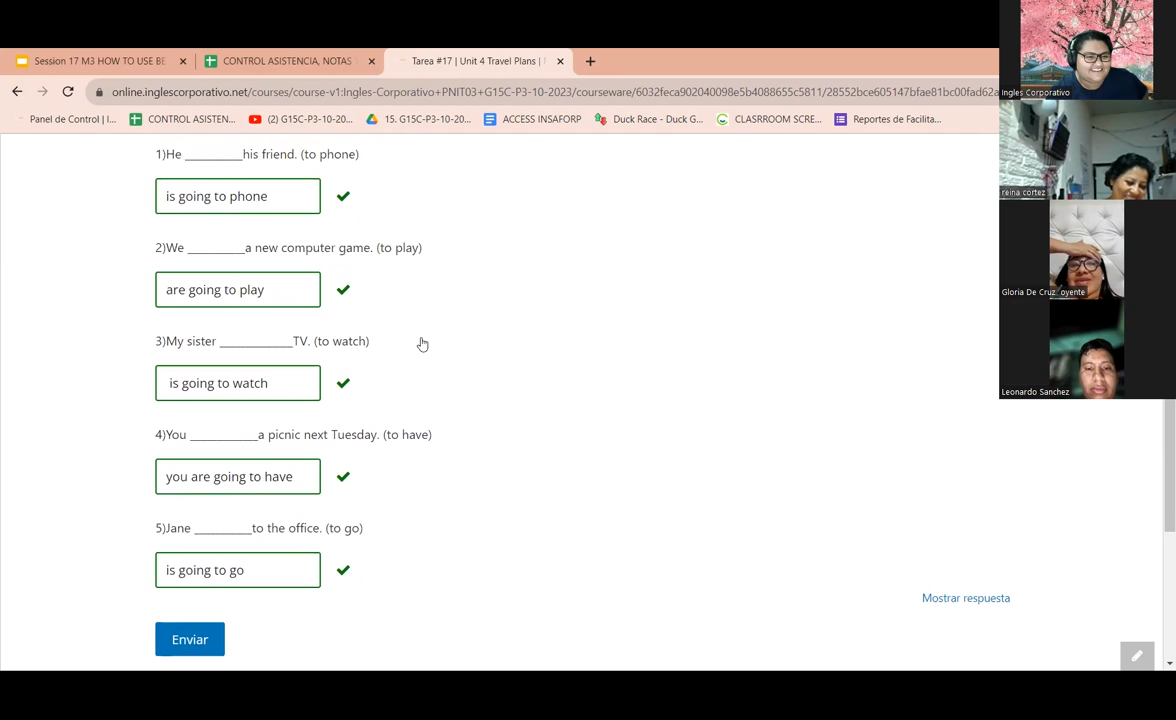 Session 17 M3 HOW TO USE BE
CONTROL ASISTENCIA, NOTAS
Tarea #17 | Unit 4 Travel Plans |
online.inglescorporativo.net/courses/course-v1:Ingles-Corporativo+PNIT03+G15C-P3-10-2023/courseware/6032feca902040098e5b4088655c5811/28552bce605147bfae81bc00fad62a
Panel de Control | I...
CONTROL ASISTEN...
(2) G15C-P3-10-20...
15. G15C-P3-10-202...
ACCESS INSAFORP
Duck Race - Duck G...
CLASRROOM SCRE...
Reportes de Facilita...
1)He _________his friend. (to phone)
is going to phone
2)We _________a new computer game. (to play)
are going to play
3)My sister ____________TV. (to watch)
is going to watch
4)You ___________a picnic next Tuesday. (to have)
you are going to have
5)Jane _________to the office. (to go)
is going to go
Mostrar respuesta
Enviar
Ingles Corporativo
reina cortez
Gloria De Cruz oyente
Leonardo Sanchez